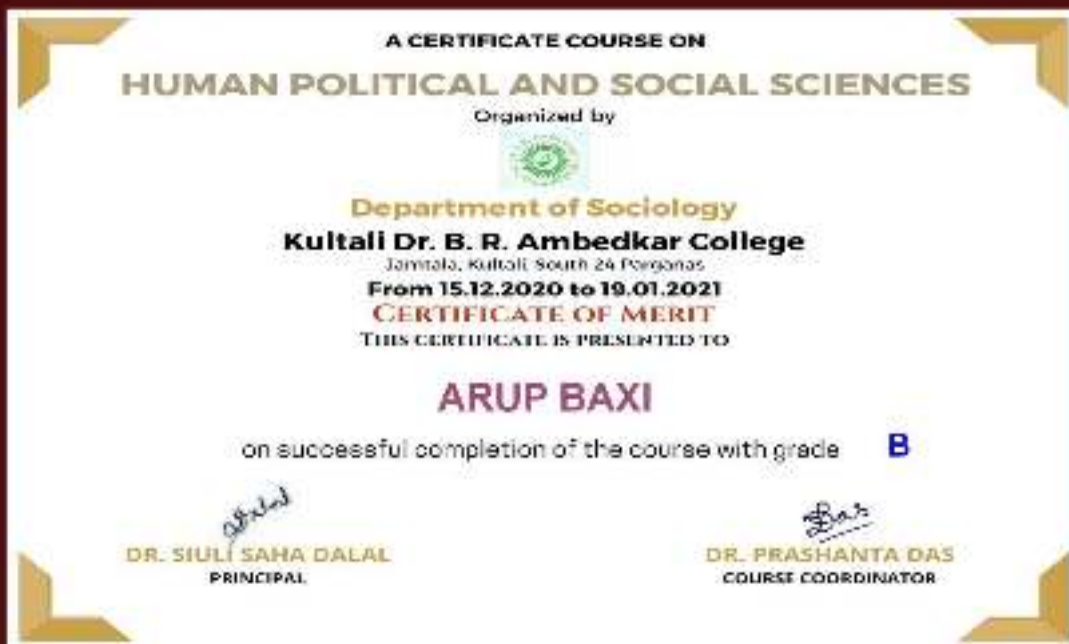 A CERTIFICATE COURSE ON
HUMAN POLITICAL AND SOCIAL SCIENCES
Organized by
Department of Sociology
Kultali Dr. B. R. Ambedkar College
Jamtala, Kultali, South 24 Parganas
From 15.12.2020 to 19.01.2021
CERTIFICATE OF MERIT
THIS CERTIFICATE IS PRESENTED TO
ARUP BAXI
on successful completion of the course with grade B
Das
DR. SIULI SAHA DALAL DR. PRASHANTA DAS
PRINCIPAL COURSE COORDINATOR